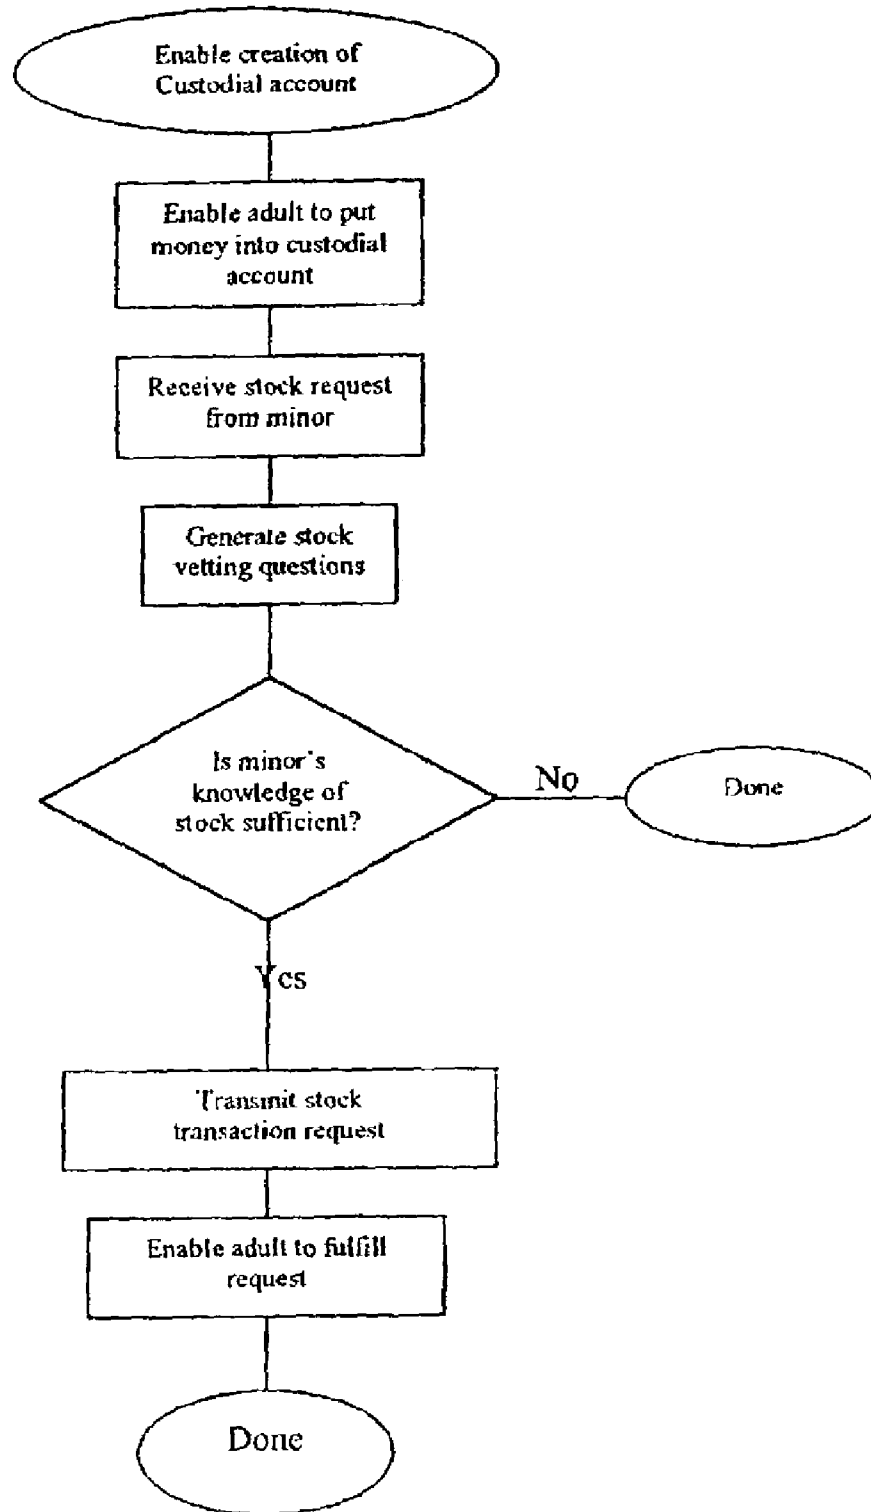 Enable creation of
Custodial account
Enable adult to put
money into custodial
account
Receive stock request
from minor
Generate stock
vetting questions
Is minor's
knowledge of
stock sufficient?
No
Done
Yes
Transmit stock
transaction request
Enable adult to fulfill
request
Done